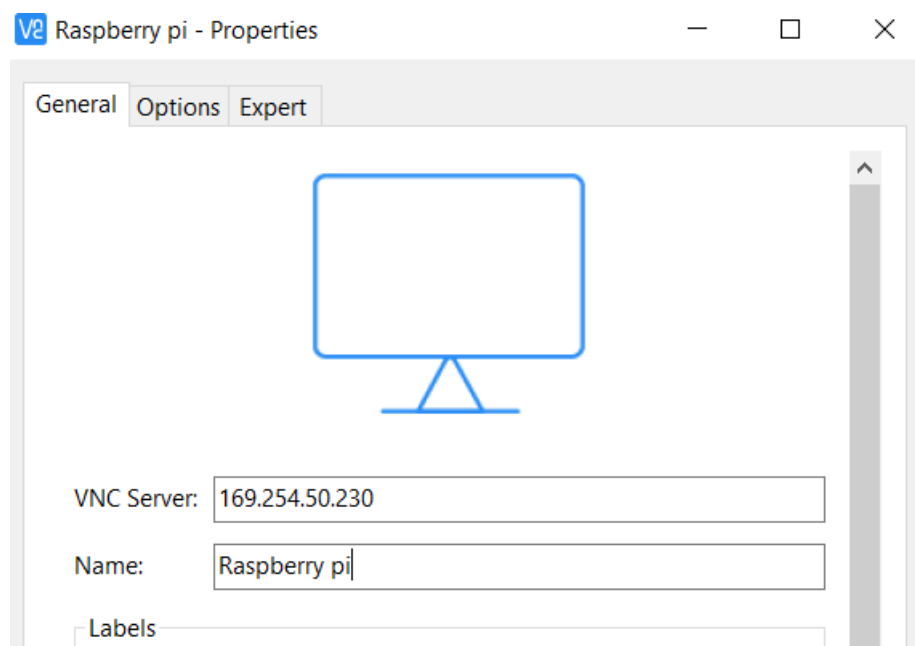 V2 Raspberry pi - Properties
General Options Expert
VNC Server: 169.254.50.230
Name: Raspberry pi
Labels